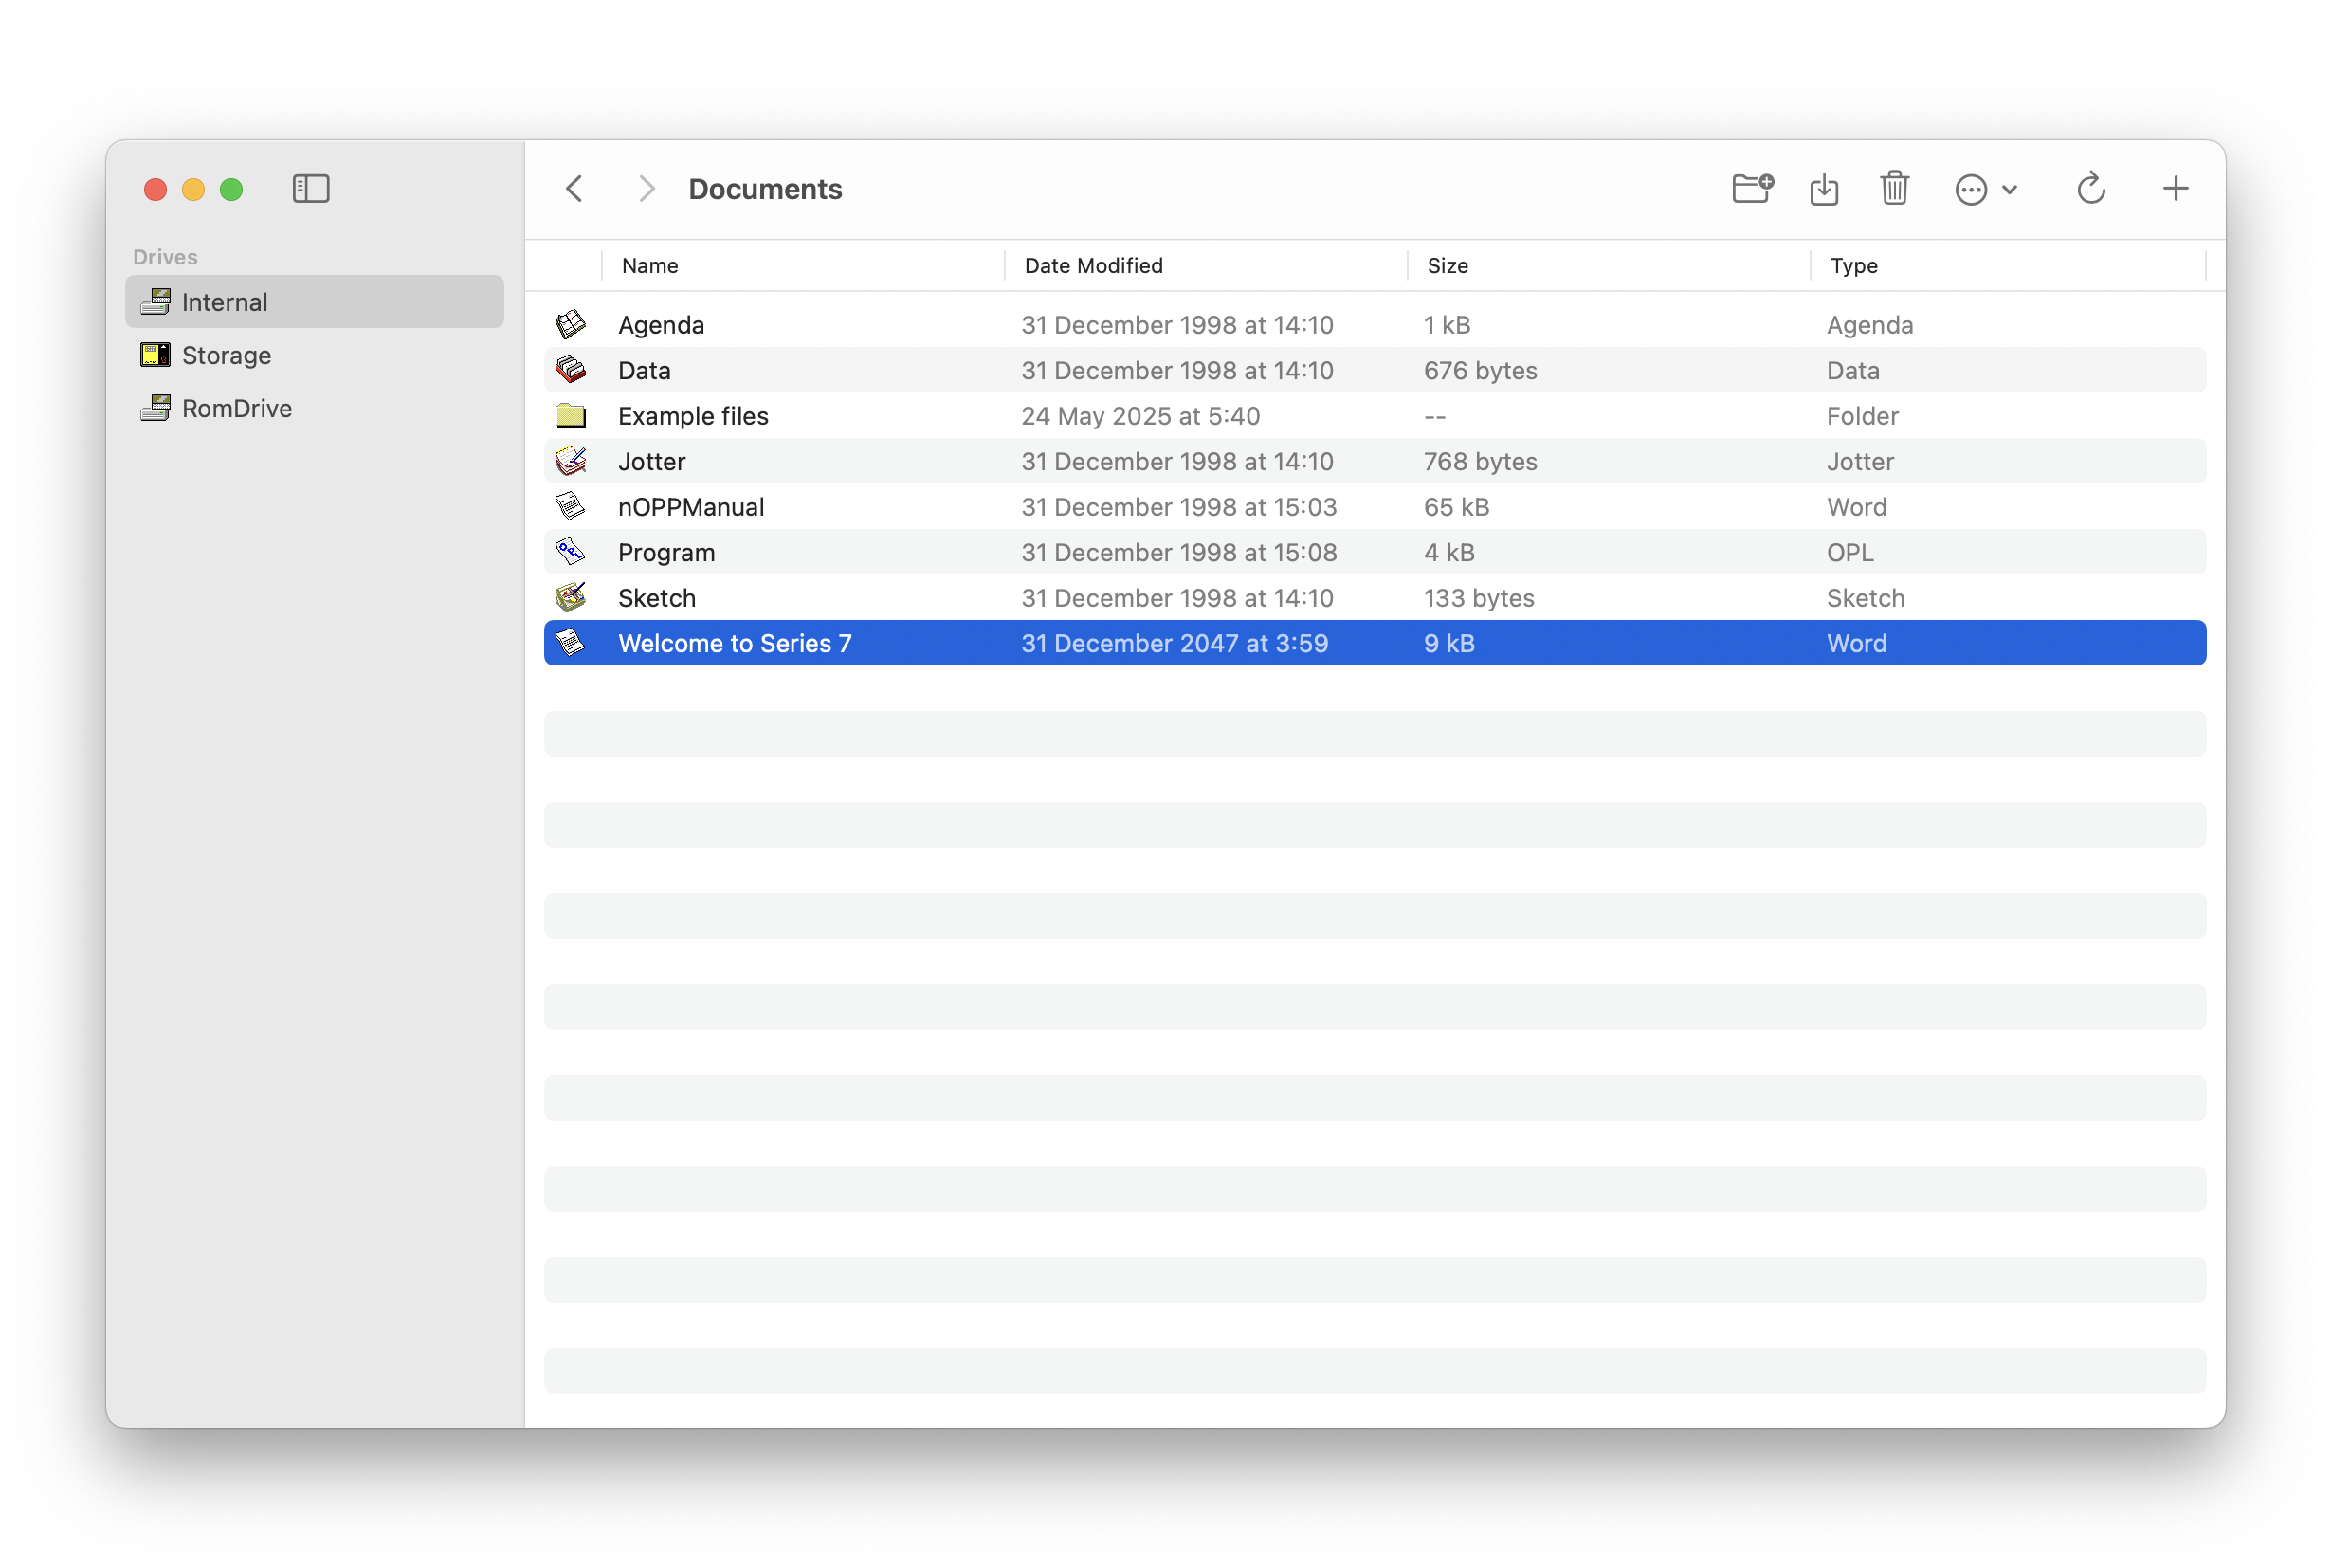 Documents
Drives
Internal
Storage
RomDrive
Name Date Modified Size Type
Agenda 31 December 1998 at 14:10 1 kB Agenda
Data 31 December 1998 at 14:10 676 bytes Data
Example files 24 May 2025 at 5:40 -- Folder
Jotter 31 December 1998 at 14:10 768 bytes Jotter
nOPPManual 31 December 1998 at 15:03 65 kB Word
Program 31 December 1998 at 15:08 4 kB OPL
Sketch 31 December 1998 at 14:10 133 bytes Sketch
Welcome to Series 7 31 December 2047 at 3:59 9 kB Word